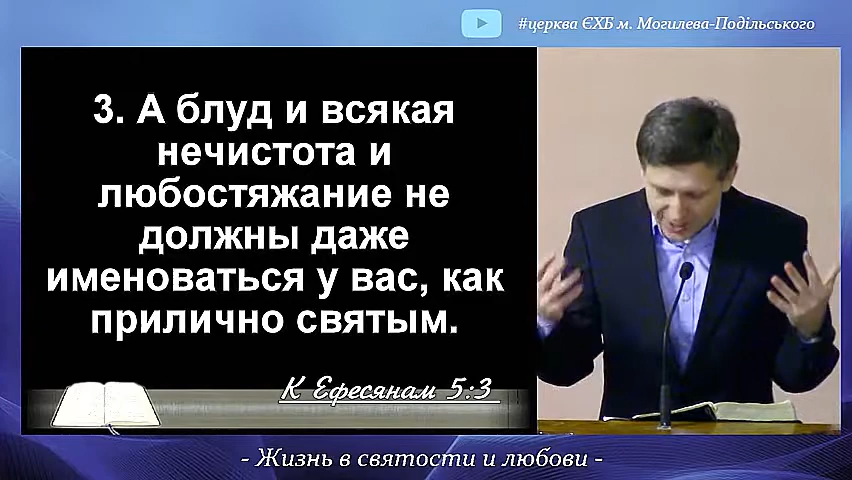 #церква ЄХБ м. Могилева-Подільського
3. А блуд и всякая
нечистота и
любостяжание не
должны даже
именоваться у вас, как
прилично святым.
К Ефесянам 5:3
- Жизнь в святости и любови -